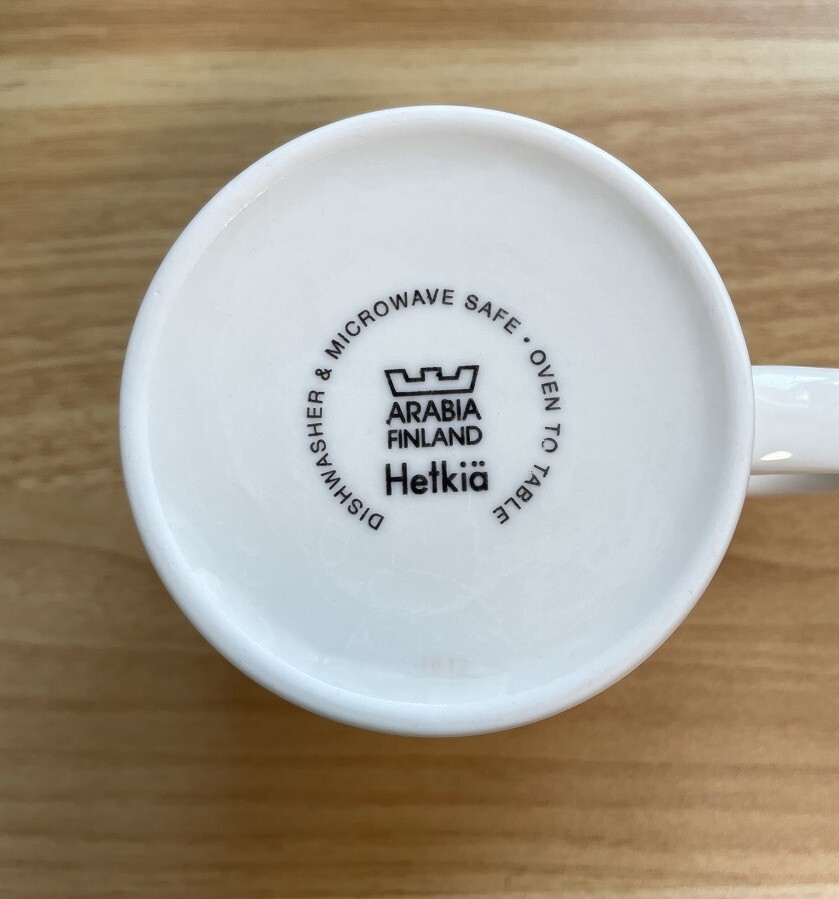 DISHWASHER & MICROWAVE SAFE • OVEN TO TABLE
ARABIA
FINLAND
Hetkiä